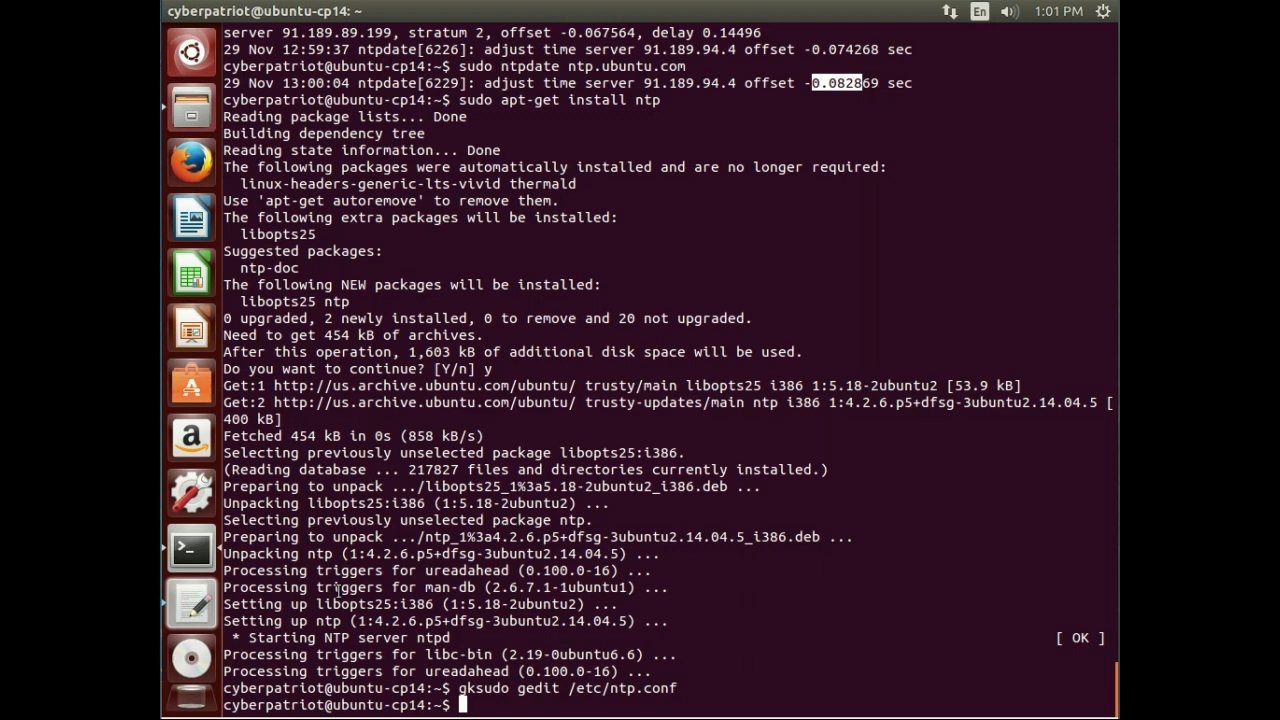 cyberpatriot@ubuntu-cp14: ~
En
1:01 PM
server 91.189.89.199, stratum 2, offset -0.067564, delay 0.14496
29 Nov 12:59:37 ntpdate[6226]: adjust time server 91.189.94.4 offset -0.074268 sec
cyberpatriot@ubuntu-cp14:~$ sudo ntpdate ntp.ubuntu.com
29 Nov 13:00:04 ntpdate[6229]: adjust time server 91.189.94.4 offset -0.082869 sec
cyberpatriot@ubuntu-cp14:~$ sudo apt-get install ntp
Reading package lists... Done
Building dependency tree
Reading state information... Done
The following packages were automatically installed and are no longer required:
  linux-headers-generic-lts-vivid thermald
Use 'apt-get autoremove' to remove them.
The following extra packages will be installed:
  libopts25
Suggested packages:
  ntp-doc
The following NEW packages will be installed:
  libopts25 ntp
0 upgraded, 2 newly installed, 0 to remove and 20 not upgraded.
Need to get 454 kB of archives.
After this operation, 1,603 kB of additional disk space will be used.
Do you want to continue? [Y/n] y
Get:1 http://us.archive.ubuntu.com/ubuntu/ trusty/main libopts25 i386 1:5.18-2ubuntu2 [53.9 kB]
Get:2 http://us.archive.ubuntu.com/ubuntu/ trusty-updates/main ntp i386 1:4.2.6.p5+dfsg-3ubuntu2.14.04.5 [
400 kB]
Fetched 454 kB in 0s (858 kB/s)
Selecting previously unselected package libopts25:i386.
(Reading database ... 217827 files and directories currently installed.)
Preparing to unpack .../libopts25_1%3a5.18-2ubuntu2_i386.deb ...
Unpacking libopts25:i386 (1:5.18-2ubuntu2) ...
Selecting previously unselected package ntp.
Preparing to unpack .../ntp_1%3a4.2.6.p5+dfsg-3ubuntu2.14.04.5_i386.deb ...
Unpacking ntp (1:4.2.6.p5+dfsg-3ubuntu2.14.04.5) ...
Processing triggers for ureadahead (0.100.0-16) ...
Processing triggers for man-db (2.6.7.1-1ubuntu1) ...
Setting up libopts25:i386 (1:5.18-2ubuntu2) ...
Setting up ntp (1:4.2.6.p5+dfsg-3ubuntu2.14.04.5) ...
 * Starting NTP server ntpd [ OK ]
Processing triggers for libc-bin (2.19-0ubuntu6.6) ...
Processing triggers for ureadahead (0.100.0-16) ...
cyberpatriot@ubuntu-cp14:~$ gksudo gedit /etc/ntp.conf
cyberpatriot@ubuntu-cp14:~$